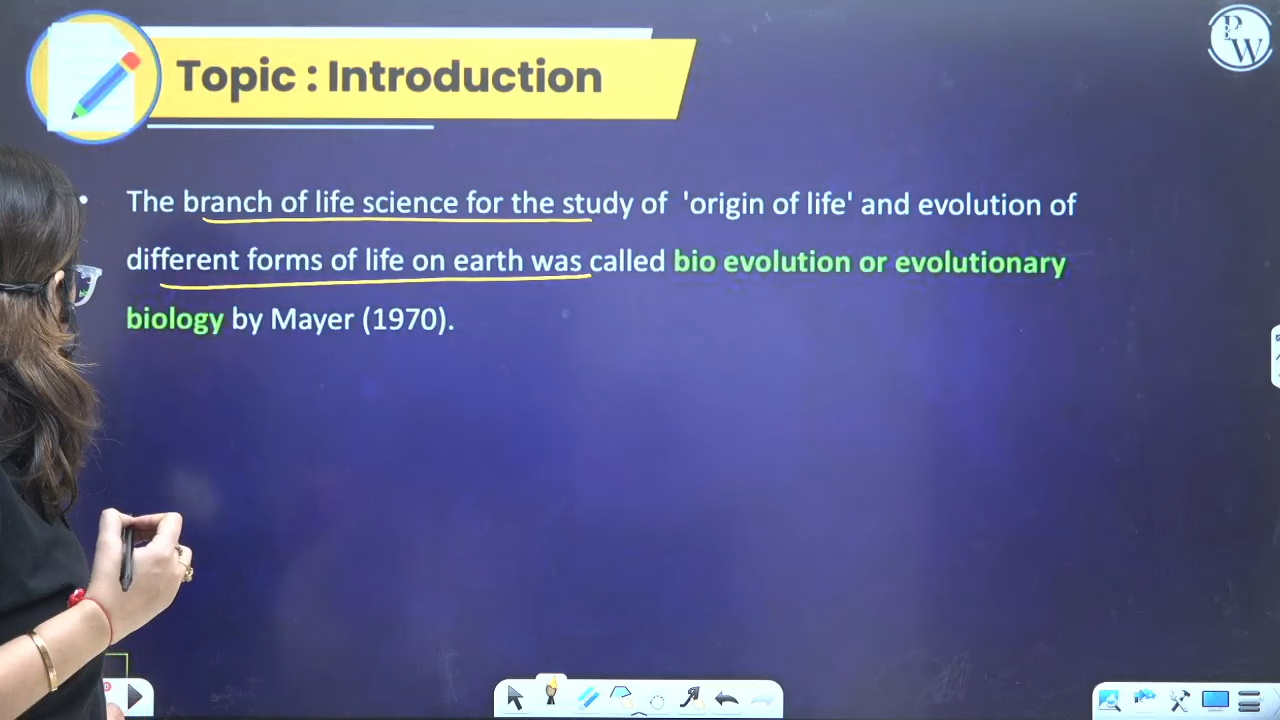 PW
Topic : Introduction
• The branch of life science for the study of 'origin of life' and evolution of
different forms of life on earth was called bio evolution or evolutionary
biology by Mayer (1970).